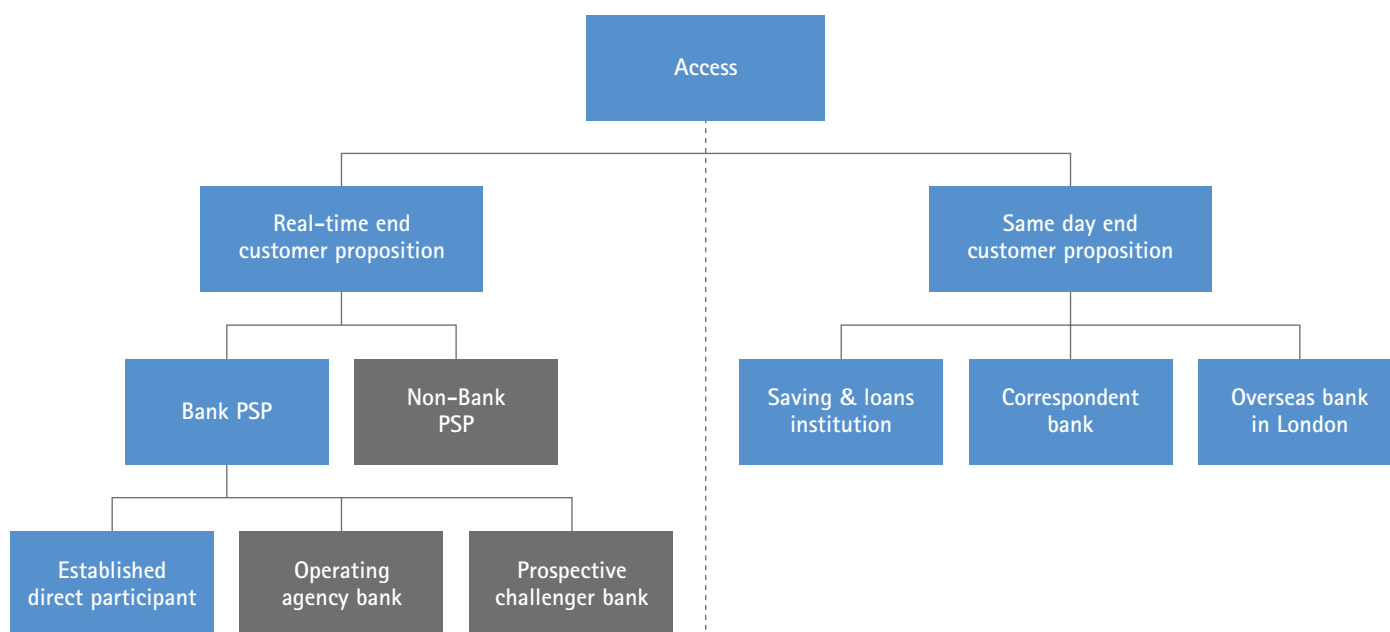 Access
Real-time end
customer proposition
Same day end
customer proposition
Bank PSP
Non-Bank
PSP
Saving & loans
institution
Correspondent
bank
Overseas bank
in London
Established
direct participant
Operating
agency bank
Prospective
challenger bank